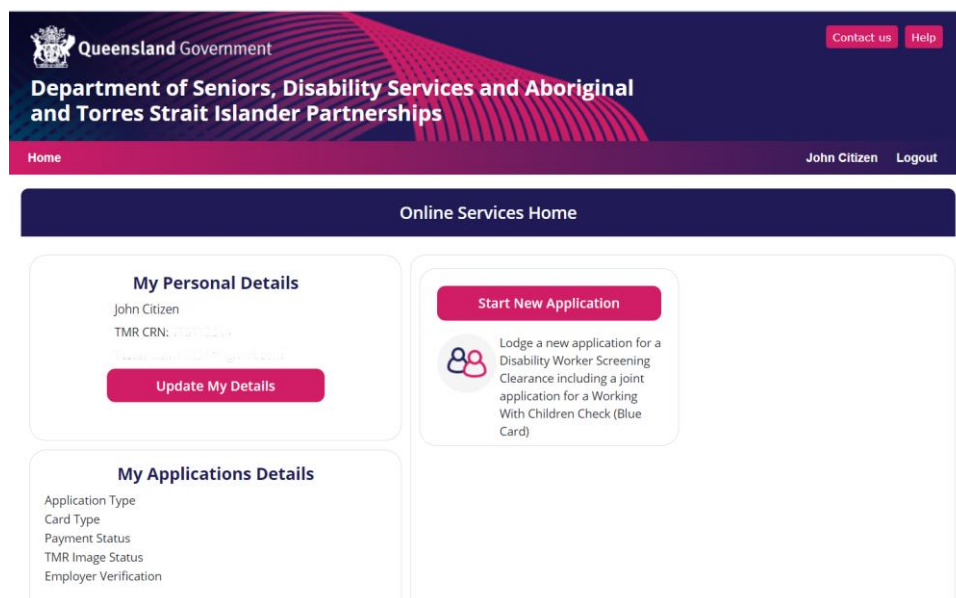 Queensland Government
Contact us
Help
Department of Seniors, Disability Services and Aboriginal
and Torres Strait Islander Partnerships
Home
John Citizen
Logout
Online Services Home
My Personal Details
John Citizen
TMR CRN:
Update My Details
Start New Application
Lodge a new application for a
Disability Worker Screening
Clearance including a joint
application for a Working
With Children Check (Blue
Card)
My Applications Details
Application Type
Card Type
Payment Status
TMR Image Status
Employer Verification